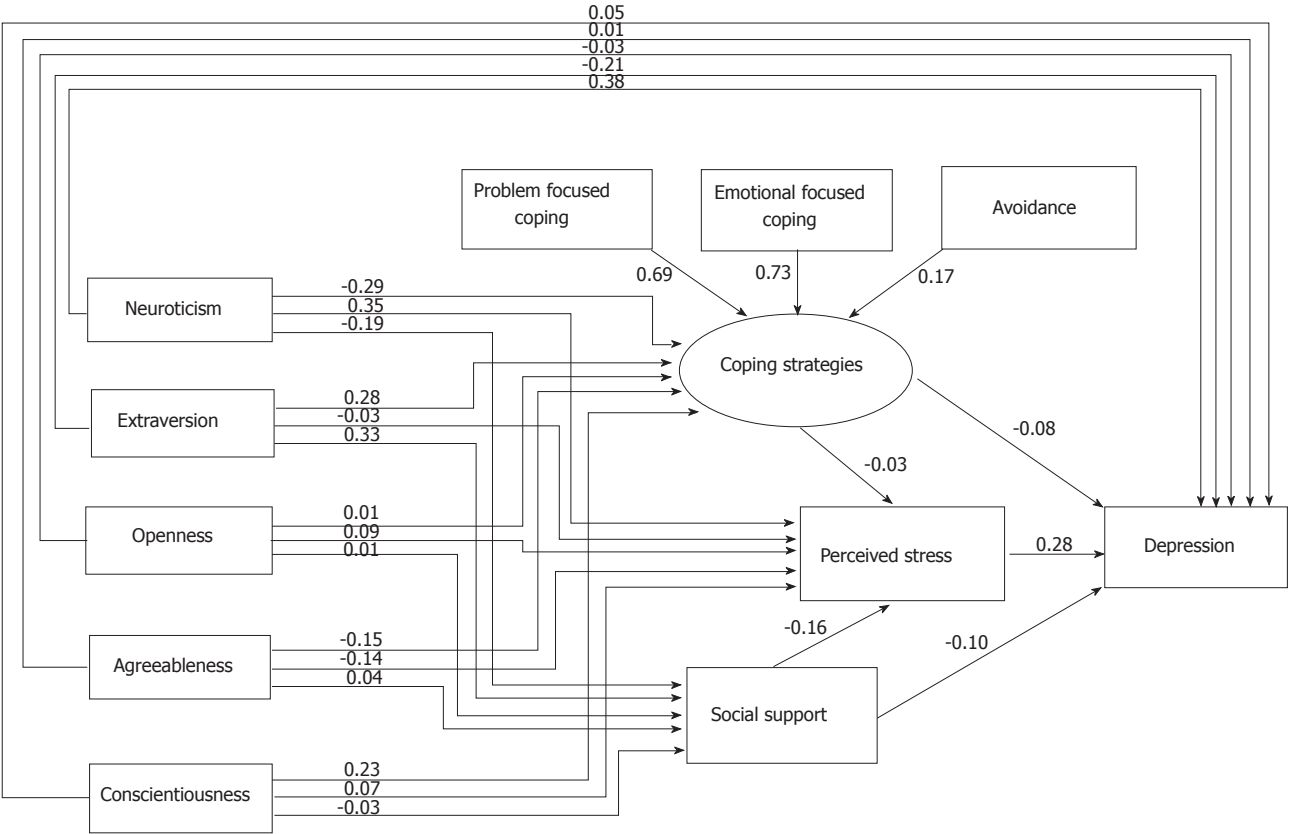 0.05
0.01
-0.03
-0.21
0.38
Problem focused
coping
Emotional focused
coping
Avoidance
0.69
0.73
0.17
Neuroticism
-0.29
0.35
-0.19
Coping strategies
Extraversion
0.28
-0.03
0.33
-0.08
-0.03
Openness
0.01
0.09
0.01
Perceived stress
0.28
Depression
-0.16
-0.10
Agreeableness
-0.15
-0.14
0.04
Social support
Conscientiousness
0.23
0.07
-0.03